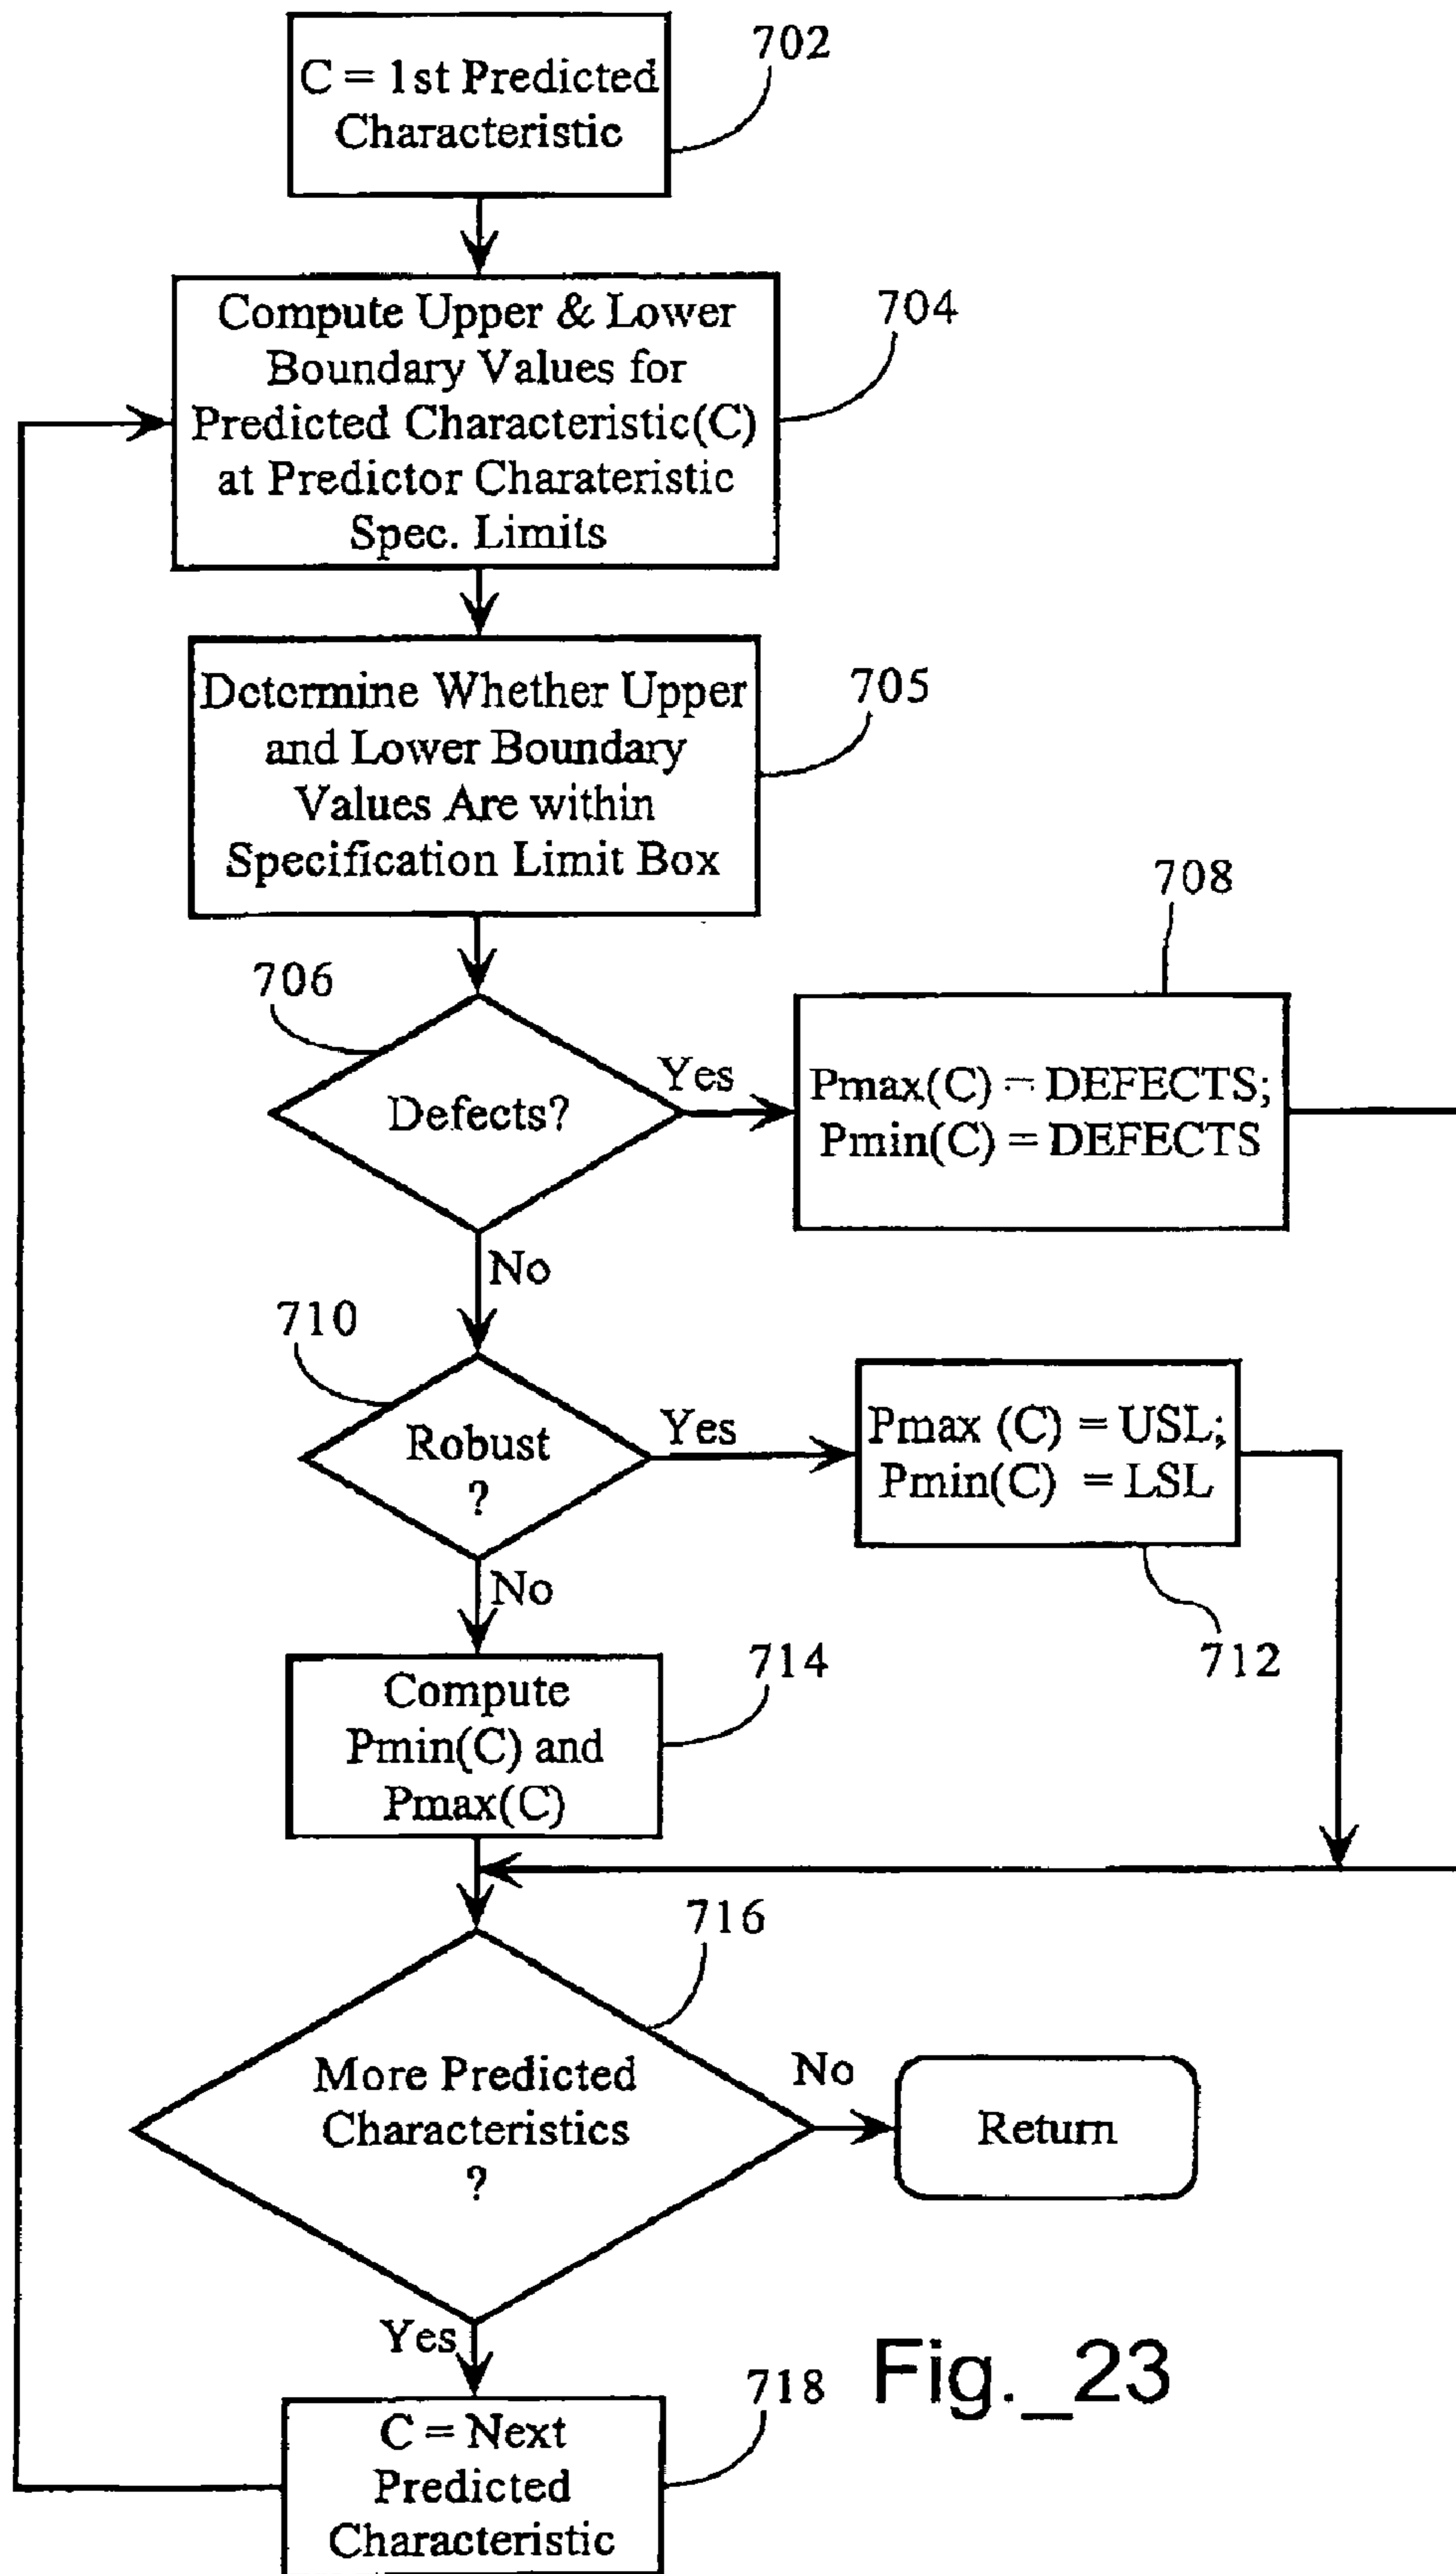 702
C = 1st Predicted
Characteristic
704
Compute Upper & Lower
Boundary Values for
Predicted Characteristic(C)
at Predictor Charateristic
Spec. Limits
705
Determine Whether Upper
and Lower Boundary
Values Are within
Specification Limit Box
706
Defects?
Yes
708
Pmax(C) = DEFECTS;
Pmin(C) = DEFECTS
No
710
Robust
?
Yes
Pmax (C) = USL;
Pmin(C) = LSL
712
No
714
Compute
Pmin(C) and
Pmax(C)
716
More Predicted
Characteristics
?
No
Return
Yes
718
C = Next
Predicted
Characteristic
Fig._23